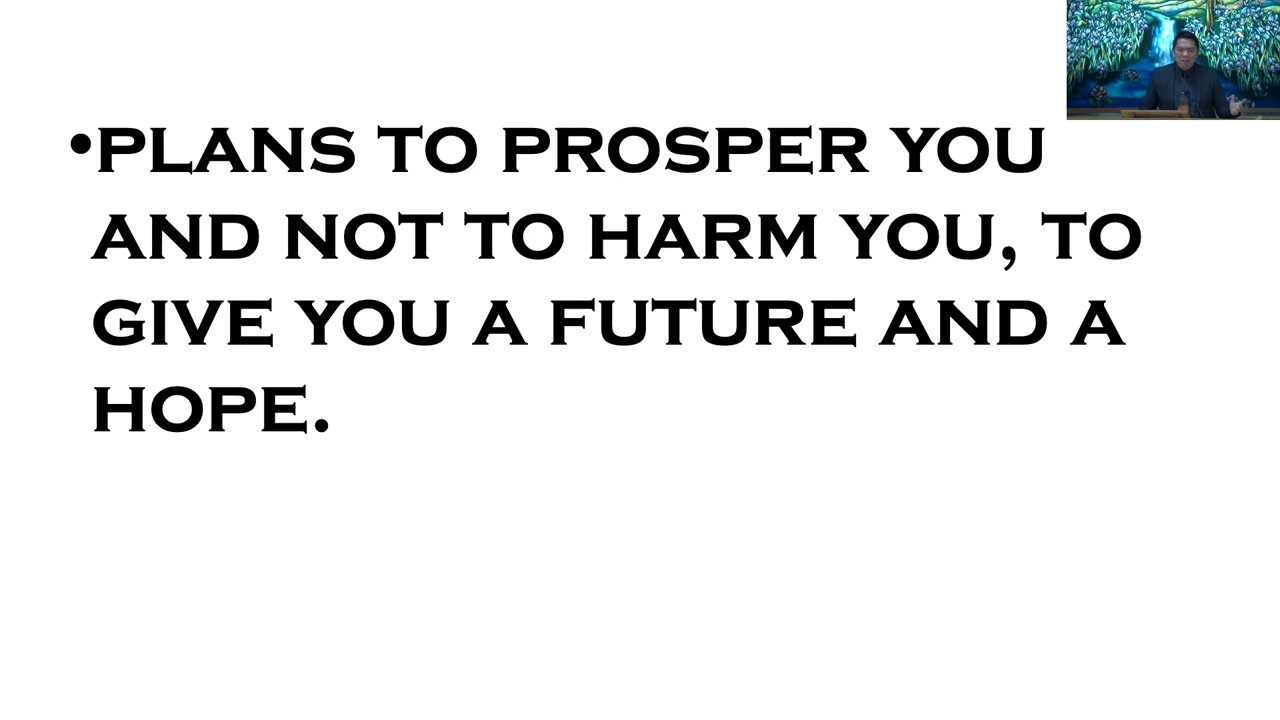 •PLANS TO PROSPER YOU
AND NOT TO HARM YOU, TO
GIVE YOU A FUTURE AND A
HOPE.